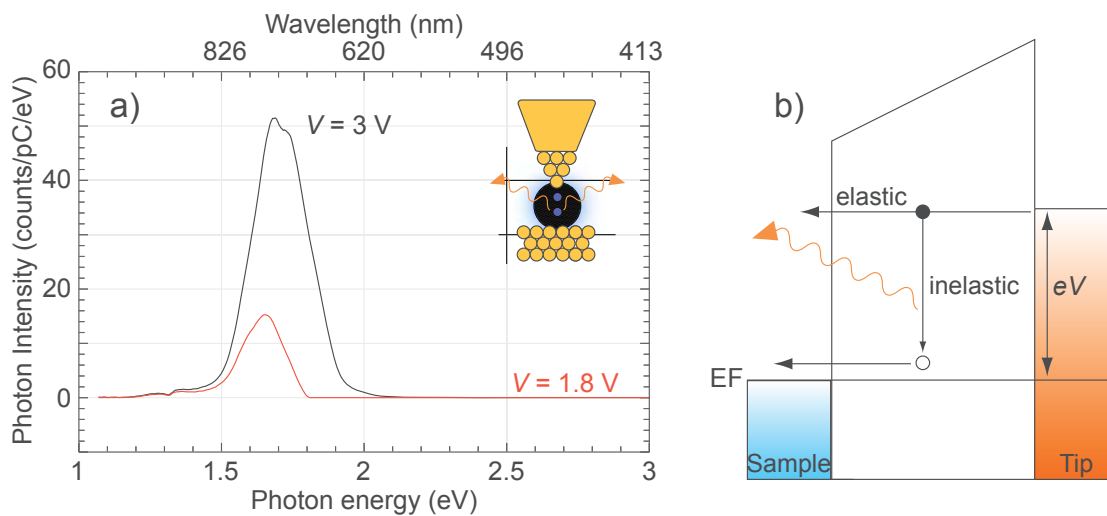 Wavelength (nm)
826 620 496 413
60
40
20
0
Photon Intensity (counts/pC/eV)
a)
V = 3 V
V = 1.8 V
1 1.5 2 2.5 3
Photon energy (eV)
b)
elastic
inelastic
eV
EF
Sample
Tip